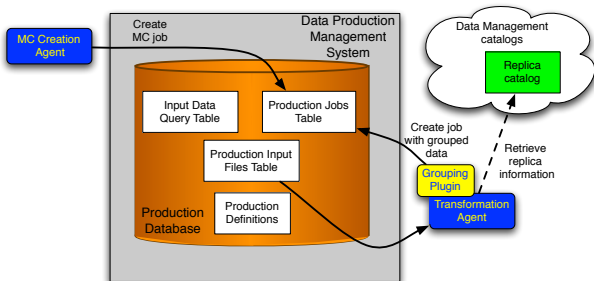 Create
MC job
Data Production
Management
System
MC Creation
Agent
Data Management
catalogs
Replica
catalog
Input Data
Query Table
Production Jobs
Table
Create job
with grouped
data
Retrieve
replica
information
Production Input
Files Table
Grouping
Plugin
Transformation
Agent
Production
Definitions
Production
Database